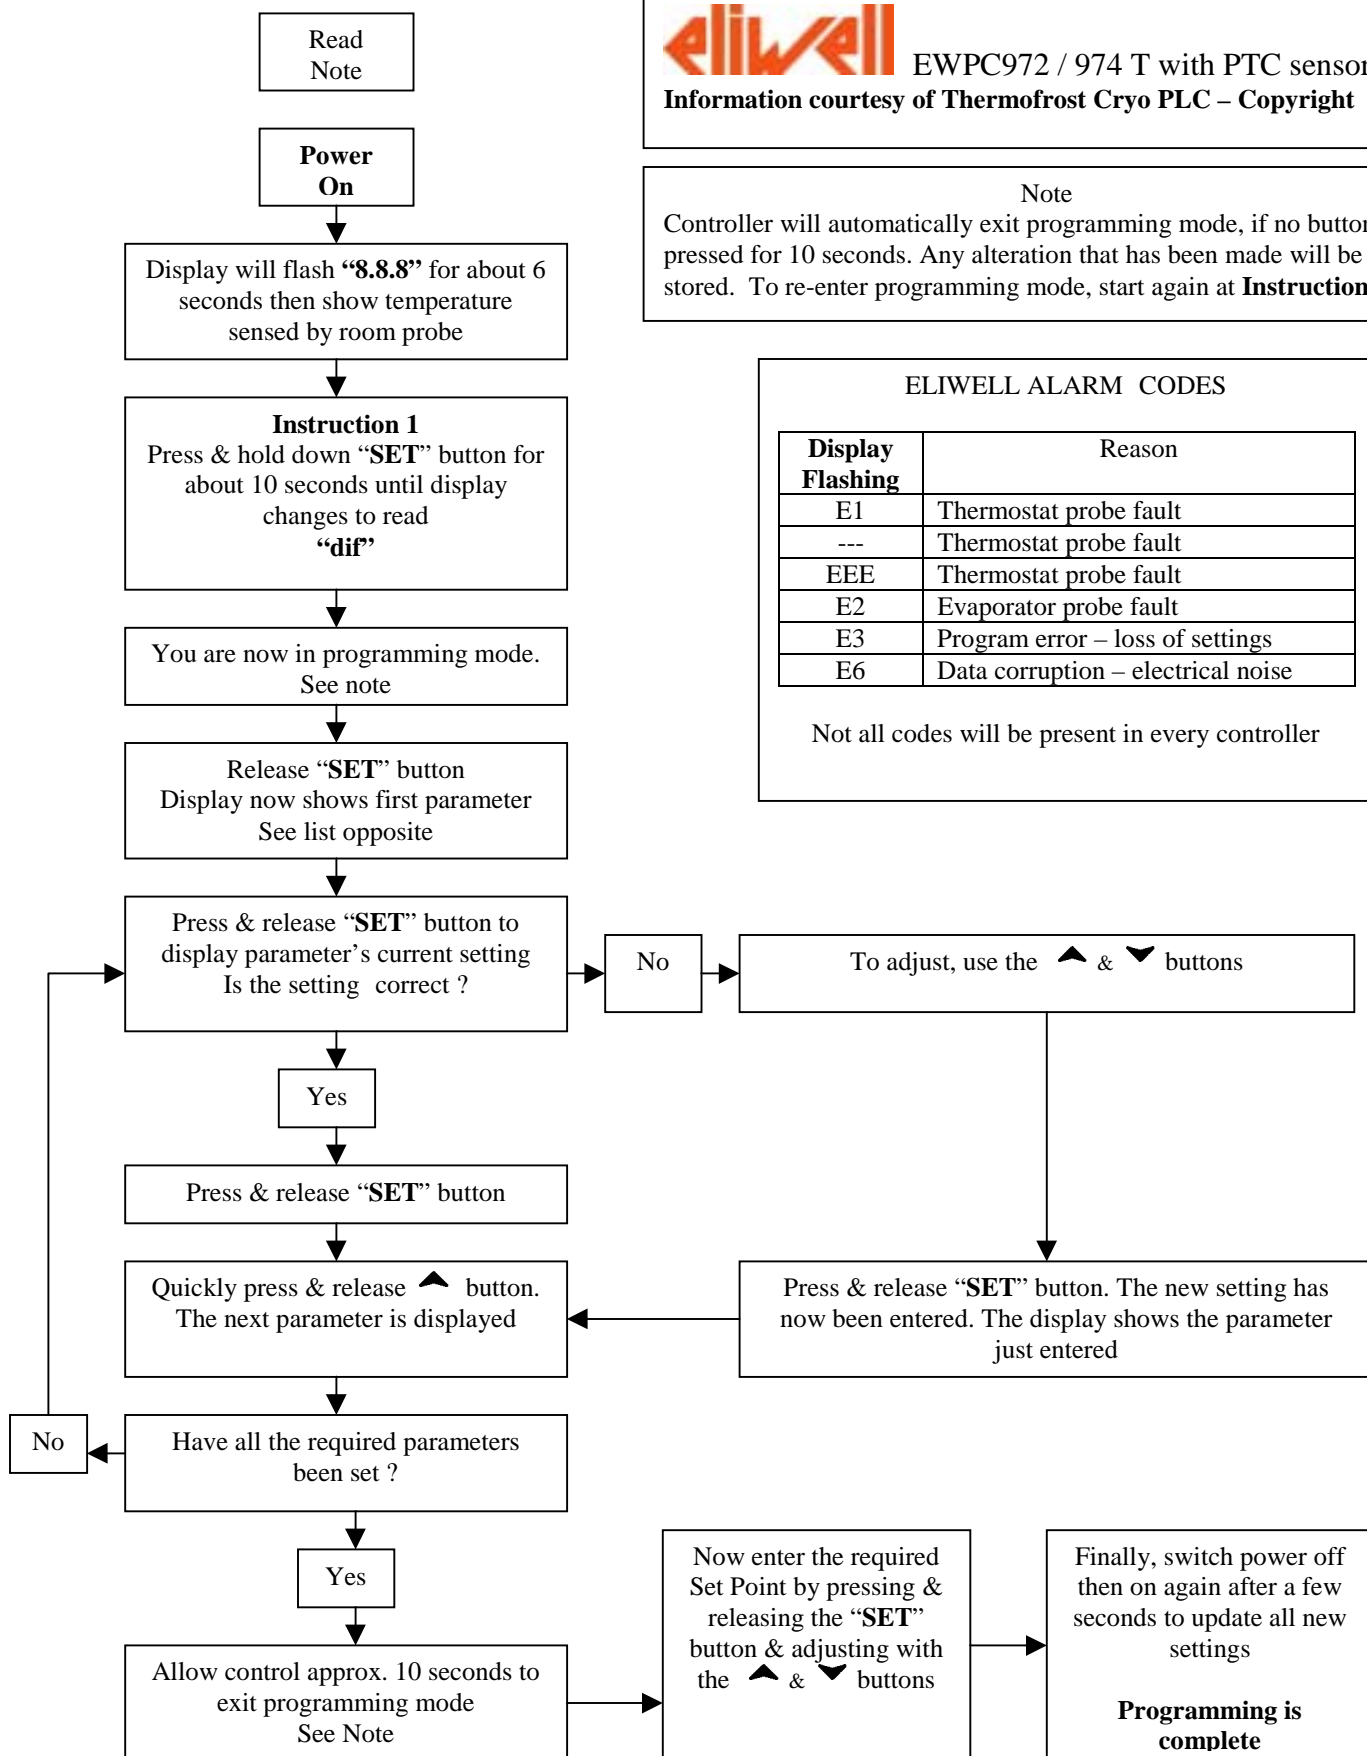 Read
Note
eliwell EWPC972 / 974 T with PTC sensor
Information courtesy of Thermofrost Cryo PLC – Copyright
Power
On
Note
Controller will automatically exit programming mode, if no button
pressed for 10 seconds. Any alteration that has been made will be
stored. To re-enter programming mode, start again at Instruction
Display will flash “8.8.8” for about 6
seconds then show temperature
sensed by room probe
Instruction 1
Press & hold down “SET” button for
about 10 seconds until display
changes to read
“dif”
ELIWELL ALARM CODES
Display Flashing Reason
E1 Thermostat probe fault
--- Thermostat probe fault
EEE Thermostat probe fault
E2 Evaporator probe fault
E3 Program error – loss of settings
E6 Data corruption – electrical noise
Not all codes will be present in every controller
You are now in programming mode.
See note
Release “SET” button
Display now shows first parameter
See list opposite
Press & release “SET” button to
display parameter’s current setting
Is the setting correct ?
No
To adjust, use the & buttons
Yes
Press & release “SET” button
Quickly press & release button.
The next parameter is displayed
Press & release “SET” button. The new setting has
now been entered. The display shows the parameter
just entered
No
Have all the required parameters
been set ?
Yes
Allow control approx. 10 seconds to
exit programming mode
See Note
Now enter the required
Set Point by pressing &
releasing the “SET”
button & adjusting with
the & buttons
Finally, switch power off
then on again after a few
seconds to update all new
settings
Programming is
complete